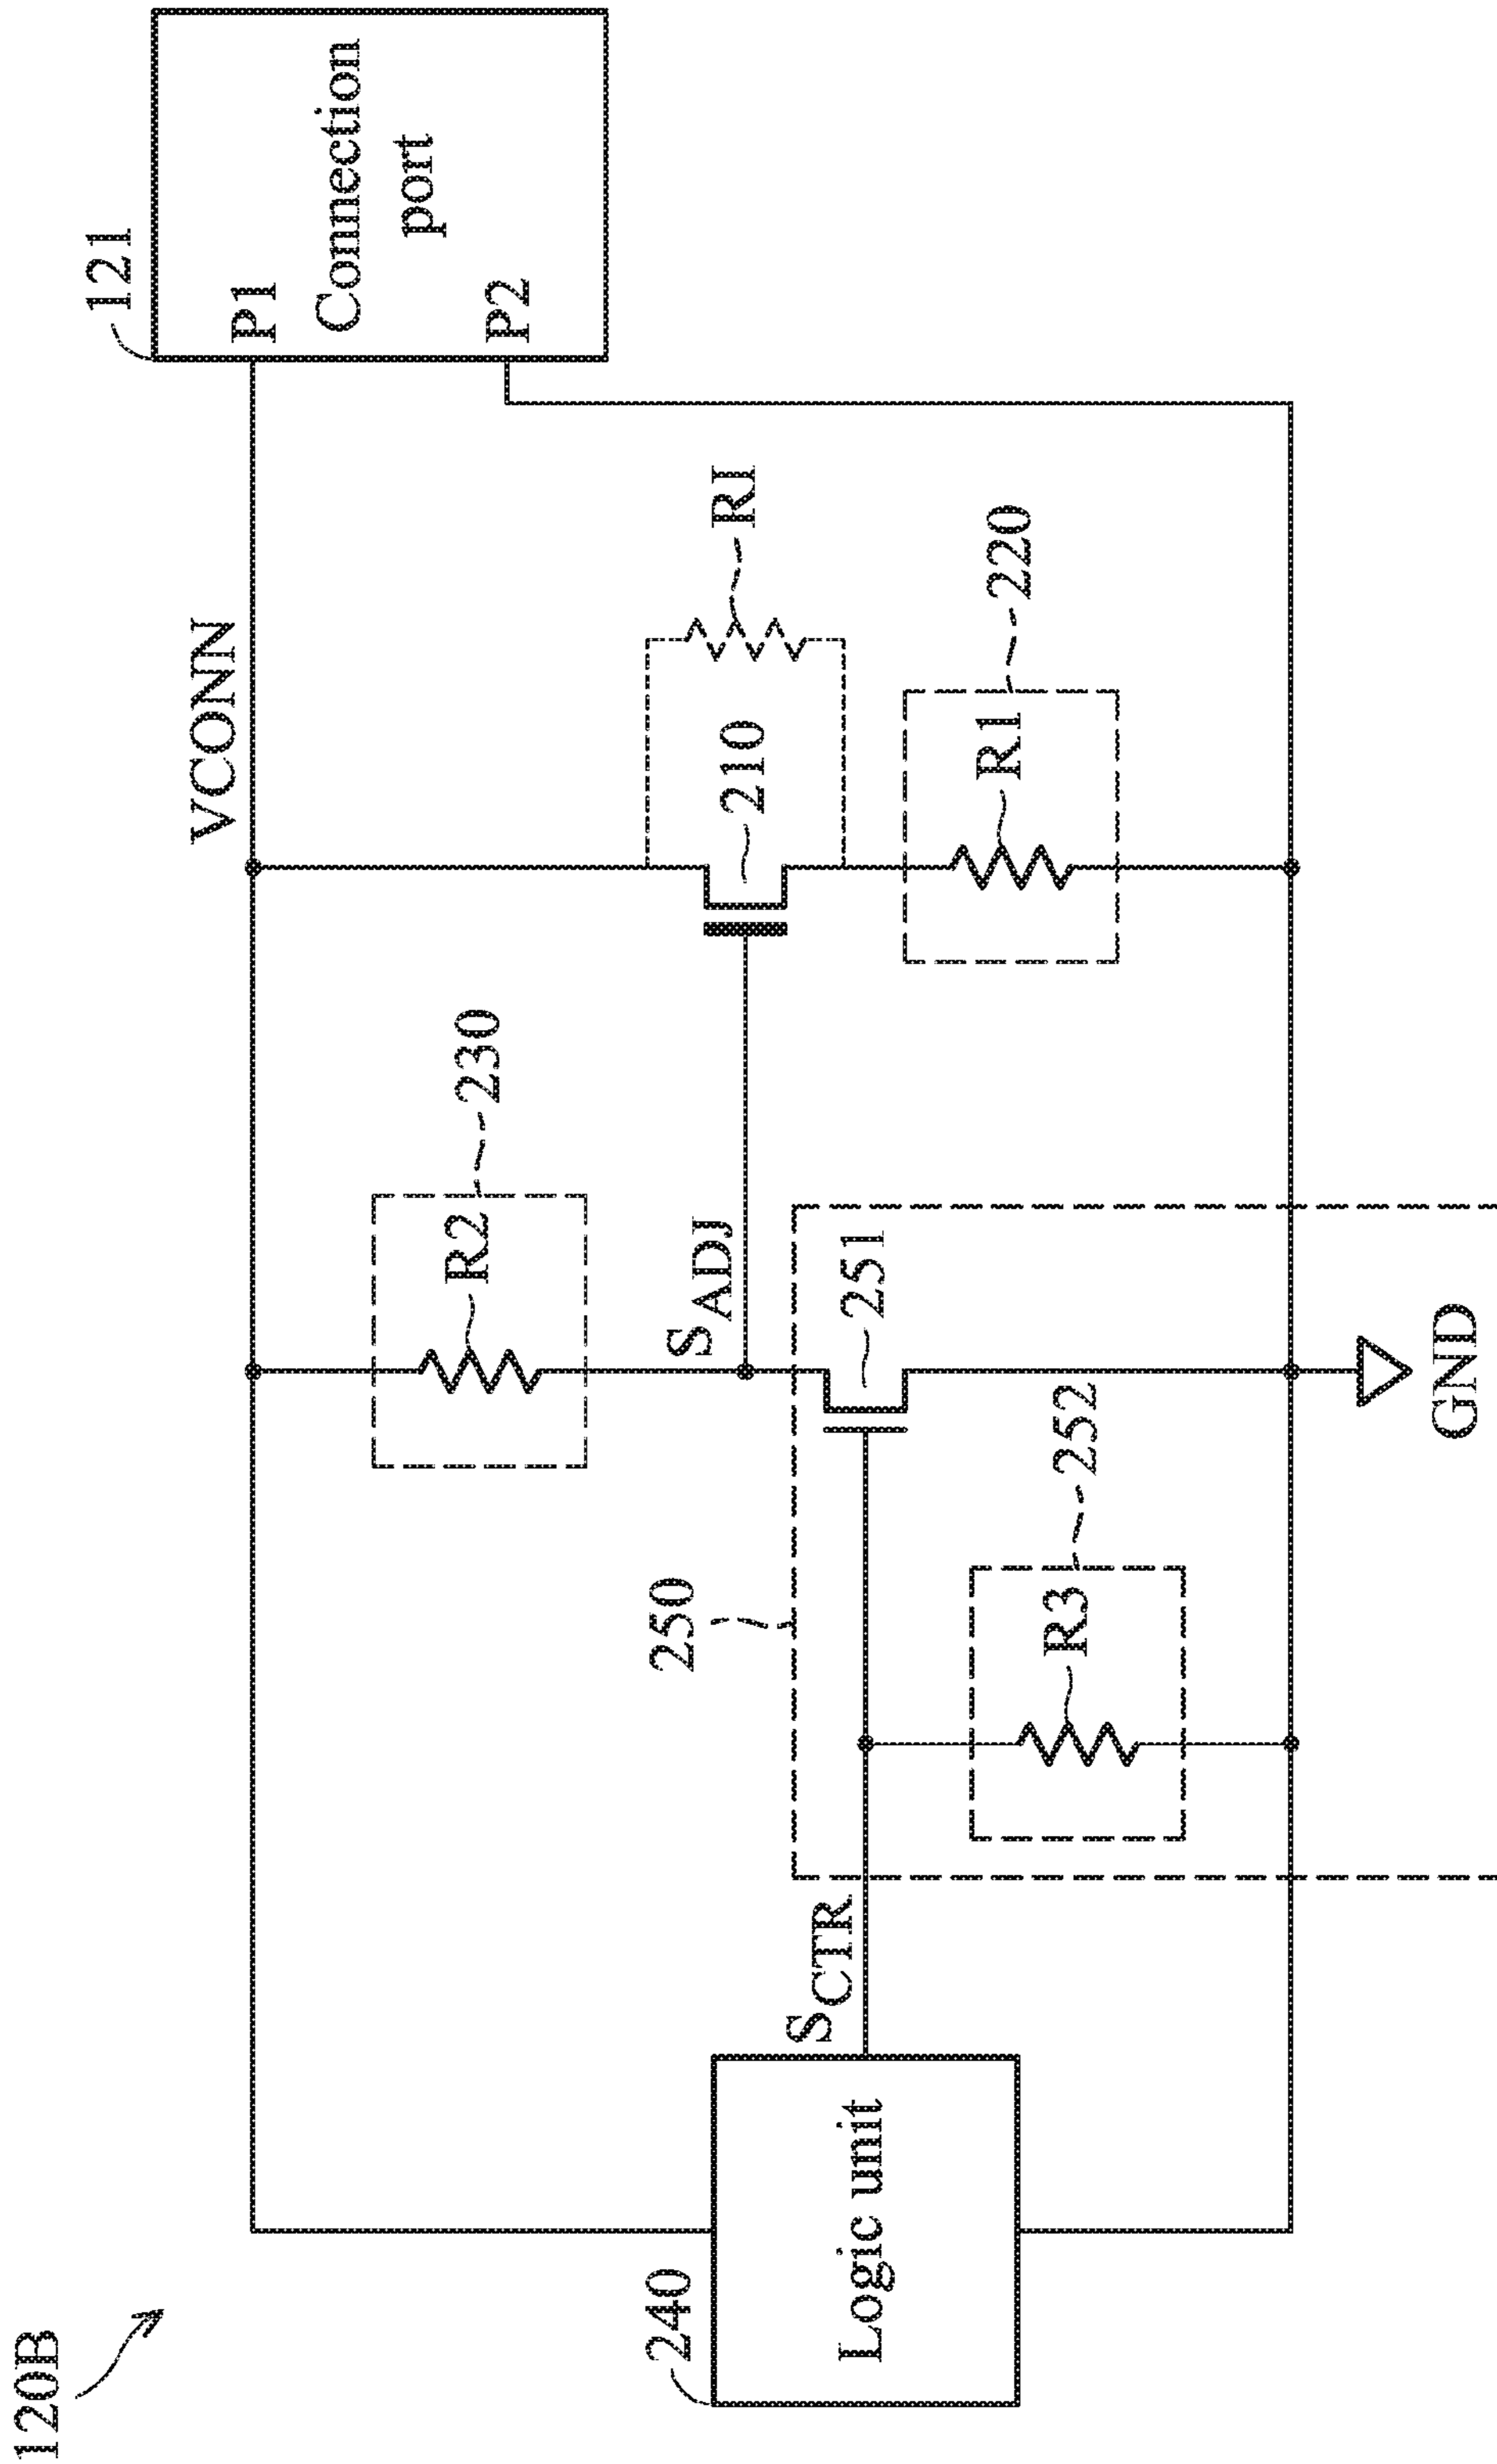 120B
121
P1
Connection
port
P2
VCONN
RI
210
220
R1
230
R2
SADJ
250
251
252
R3
SCTR
240
Logic unit
GND